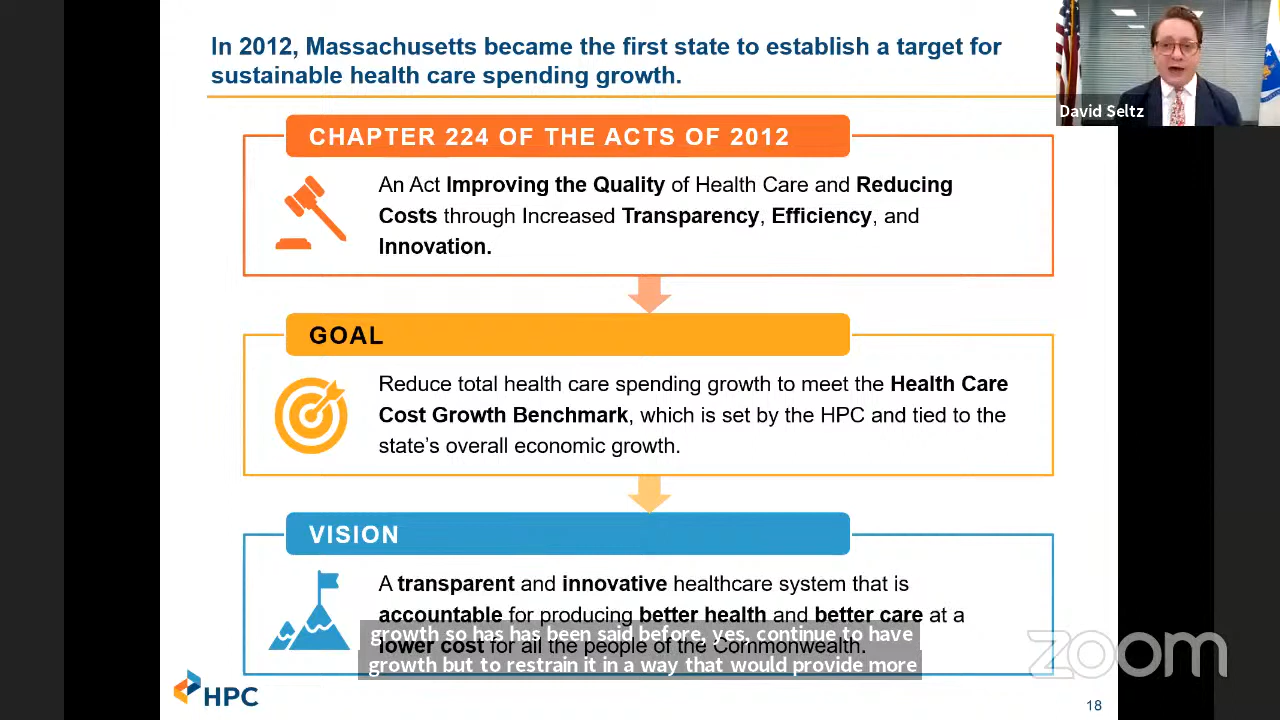 In 2012, Massachusetts became the first state to establish a target for
sustainable health care spending growth.
David Seltz
CHAPTER 224 OF THE ACTS OF 2012
An Act Improving the Quality of Health Care and Reducing
Costs through Increased Transparency, Efficiency, and
Innovation.
GOAL
Reduce total health care spending growth to meet the Health Care
Cost Growth Benchmark, which is set by the HPC and tied to the
state's overall economic growth.
VISION
A transparent and innovative healthcare system that is
accountable for producing better health and better care at a
lower cost for all the people of the Commonwealth.
growth so has has been said before, yes, continue to have
growth but to restrain it in a way that would provide more
zoom
HPC
18